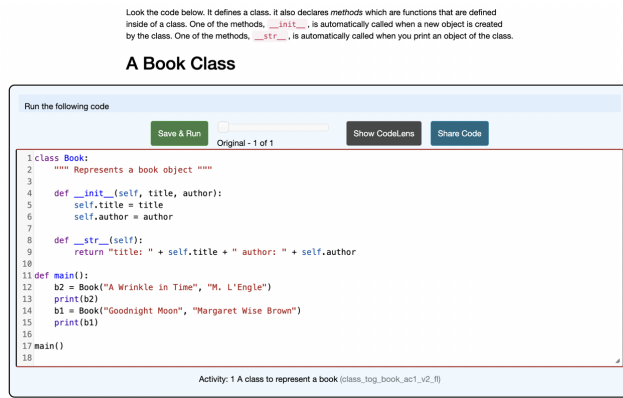 Look the code below. It defines a class. it also declares methods which are functions that are defined
inside of a class. One of the methods, __init__, is automatically called when a new object is created
by the class. One of the methods, __str__, is automatically called when you print an object of the class.
A Book Class
Run the following code
Save & Run
Original - 1 of 1
Show CodeLens
Share Code
1 class Book:
2     """ Represents a book object """
3
4     def __init__(self, title, author):
5         self.title = title
6         self.author = author
7
8     def __str__(self):
9         return "title: " + self.title + " author: " + self.author
10
11 def main():
12     b2 = Book("A Wrinkle in Time", "M. L'Engle")
13     print(b2)
14     b1 = Book("Goodnight Moon", "Margaret Wise Brown")
15     print(b1)
16
17 main()
18
Activity: 1 A class to represent a book (class_tog_book_ac1_v2_fl)